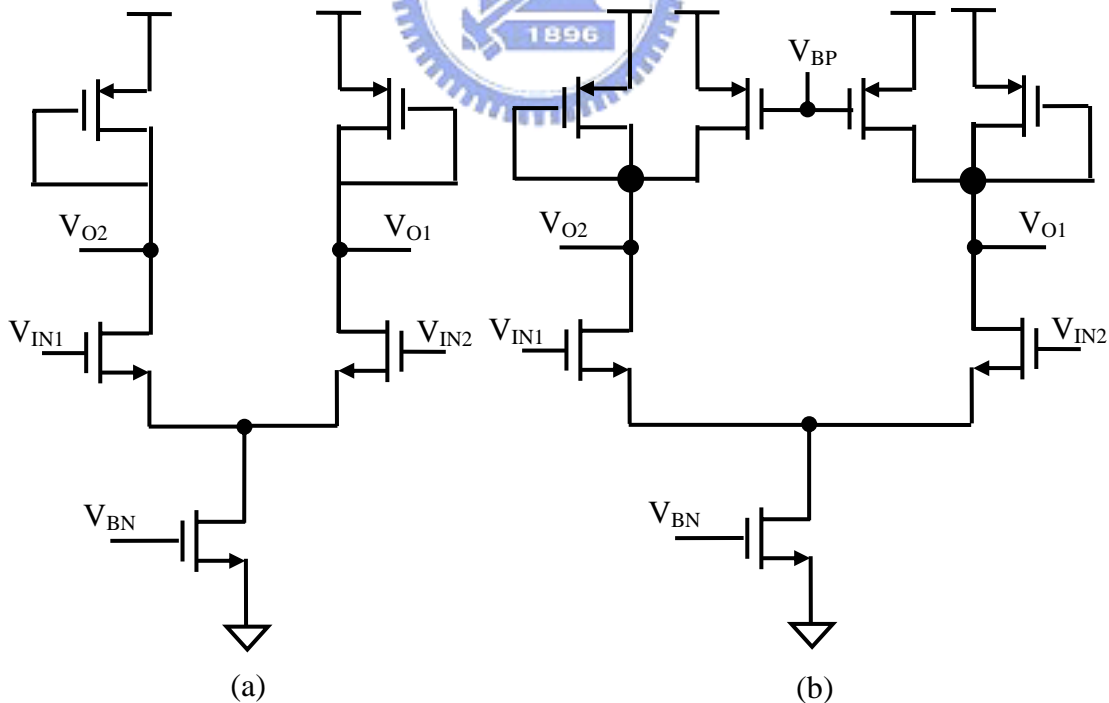 1896
V_BP
V_O2
V_O1
V_O2
V_O1
V_IN1
V_IN2
V_IN1
V_IN2
V_BN
V_BN
(a)
(b)